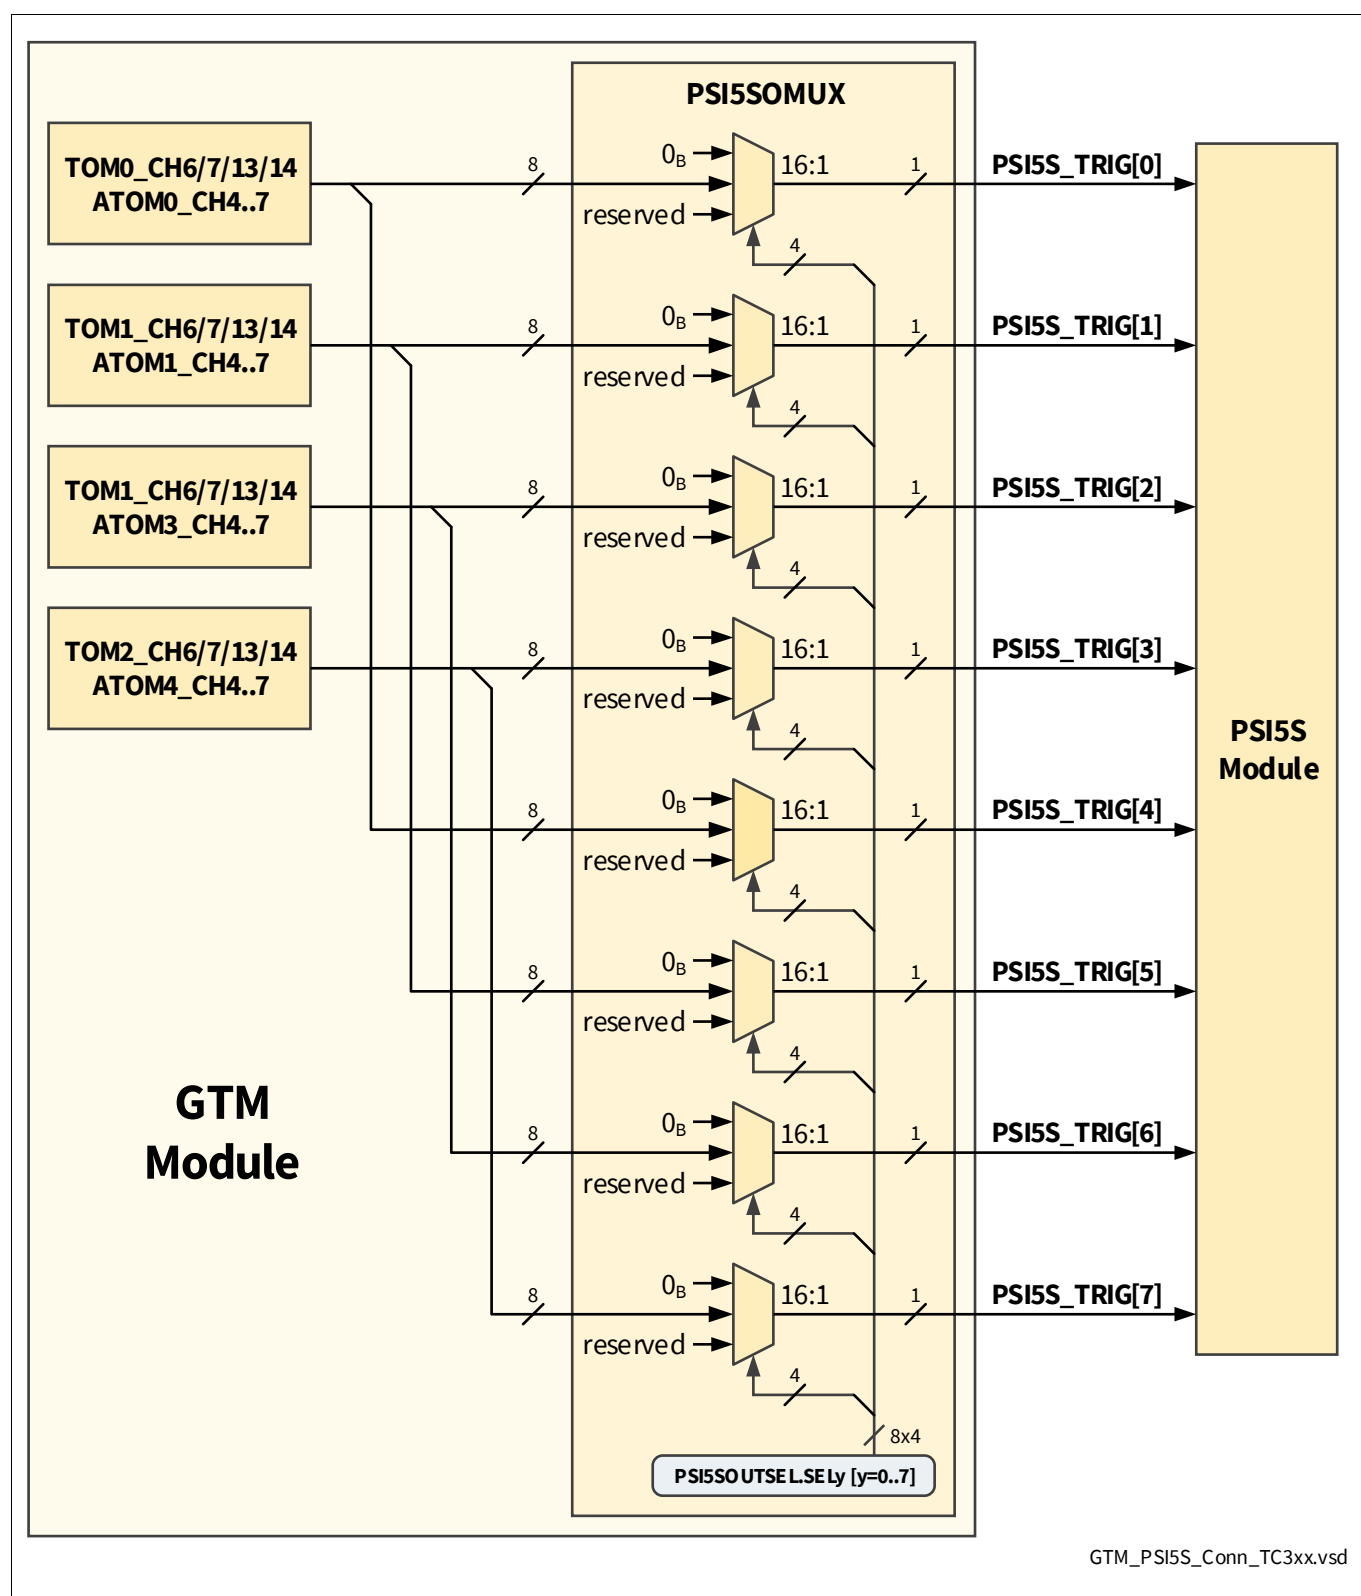 PSI5SOMUX
TOM0_CH6/7/13/14
ATOM0_CH4..7
8
0B
reserved
16:1
4
1
PSI5S_TRIG[0]
TOM1_CH6/7/13/14
ATOM1_CH4..7
8
0B
reserved
16:1
4
1
PSI5S_TRIG[1]
TOM1_CH6/7/13/14
ATOM3_CH4..7
8
0B
reserved
16:1
4
1
PSI5S_TRIG[2]
TOM2_CH6/7/13/14
ATOM4_CH4..7
8
0B
reserved
16:1
4
1
PSI5S_TRIG[3]
PSI5S
Module
8
0B
reserved
16:1
4
1
PSI5S_TRIG[4]
8
0B
reserved
16:1
4
1
PSI5S_TRIG[5]
GTM
Module
8
0B
reserved
16:1
4
1
PSI5S_TRIG[6]
8
0B
reserved
16:1
4
1
PSI5S_TRIG[7]
8x4
PSI5SOUTSEL.SELy [y=0..7]
GTM_PSI5S_Conn_TC3xx.vsd